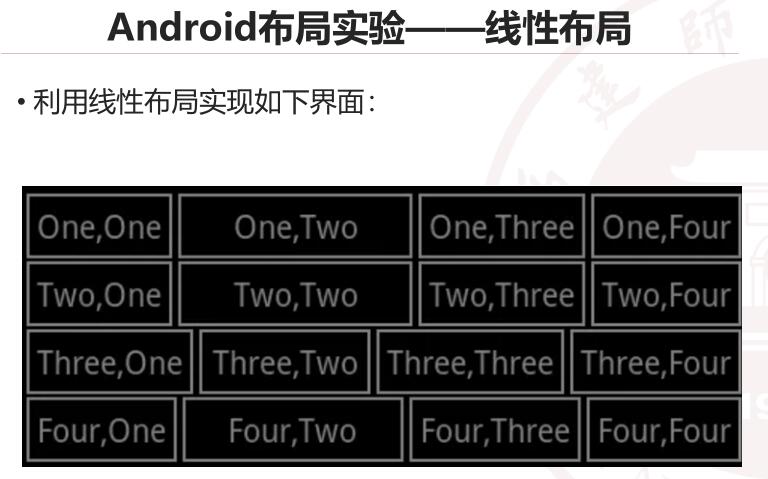 Android布局实验——线性布局
• 利用线性布局实现如下界面：
One,One One,Two One,Three One,Four
Two,One Two,Two Two,Three Two,Four
Three,One Three,Two Three,Three Three,Four
Four,One Four,Two Four,Three Four,Four